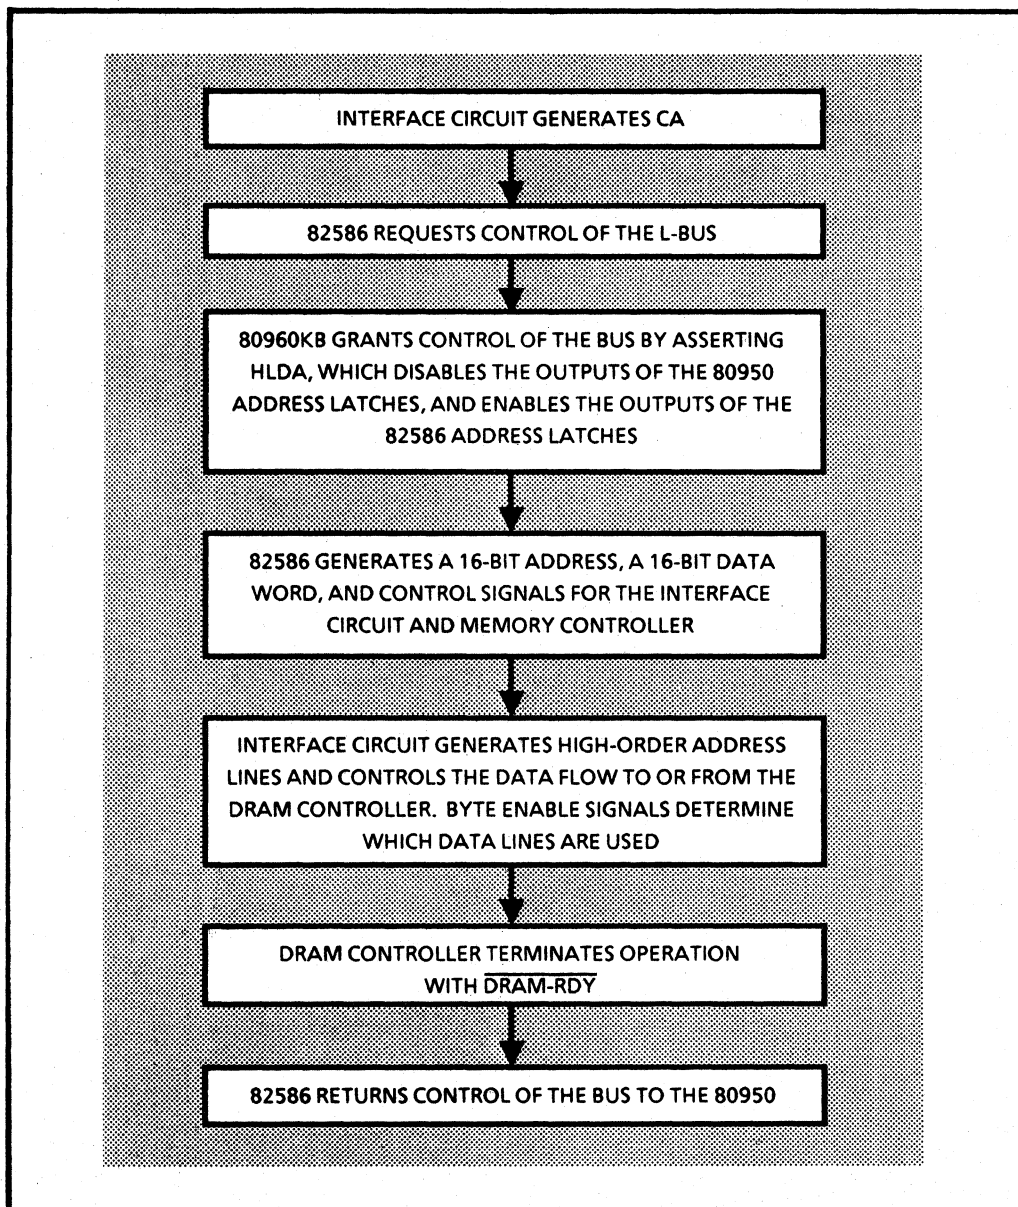 INTERFACE CIRCUIT GENERATES CA
82586 REQUESTS CONTROL OF THE L-BUS
80960KB GRANTS CONTROL OF THE BUS BY ASSERTING
HLDA, WHICH DISABLES THE OUTPUTS OF THE 80950
ADDRESS LATCHES, AND ENABLES THE OUTPUTS OF THE
82586 ADDRESS LATCHES
82586 GENERATES A 16-BIT ADDRESS, A 16-BIT DATA
WORD, AND CONTROL SIGNALS FOR THE INTERFACE
CIRCUIT AND MEMORY CONTROLLER
INTERFACE CIRCUIT GENERATES HIGH-ORDER ADDRESS
LINES AND CONTROLS THE DATA FLOW TO OR FROM THE
DRAM CONTROLLER. BYTE ENABLE SIGNALS DETERMINE
WHICH DATA LINES ARE USED
DRAM CONTROLLER TERMINATES OPERATION
WITH D̅R̅A̅M̅-̅R̅D̅Y̅
82586 RETURNS CONTROL OF THE BUS TO THE 80950